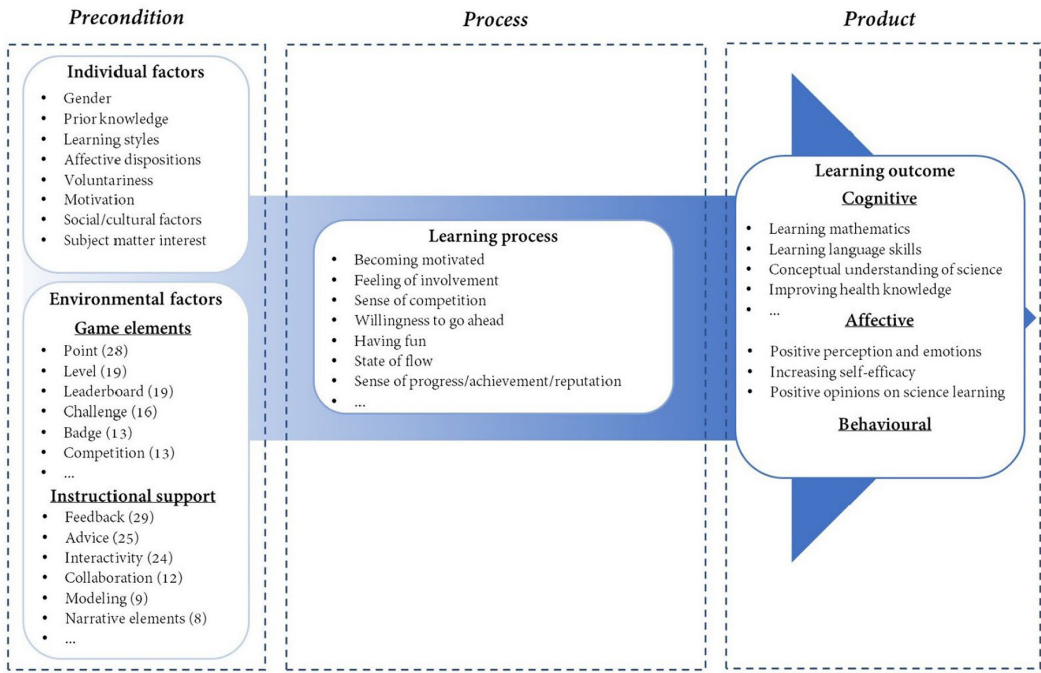 Precondition
Individual factors
• Gender
• Prior knowledge
• Learning styles
• Affective dispositions
• Voluntariness
• Motivation
• Social/cultural factors
• Subject matter interest
Environmental factors
Game elements
• Point (28)
• Level (19)
• Leaderboard (19)
• Challenge (16)
• Badge (13)
• Competition (13)
• ...
Instructional support
• Feedback (29)
• Advice (25)
• Interactivity (24)
• Collaboration (12)
• Modeling (9)
• Narrative elements (8)
• ...
Process
Learning process
• Becoming motivated
• Feeling of involvement
• Sense of competition
• Willingness to go ahead
• Having fun
• State of flow
• Sense of progress/achievement/reputation
• ...
Product
Learning outcome
Cognitive
• Learning mathematics
• Learning language skills
• Conceptual understanding of science
• Improving health knowledge
• ...
Affective
• Positive perception and emotions
• Increasing self-efficacy
• Positive opinions on science learning
Behavioural